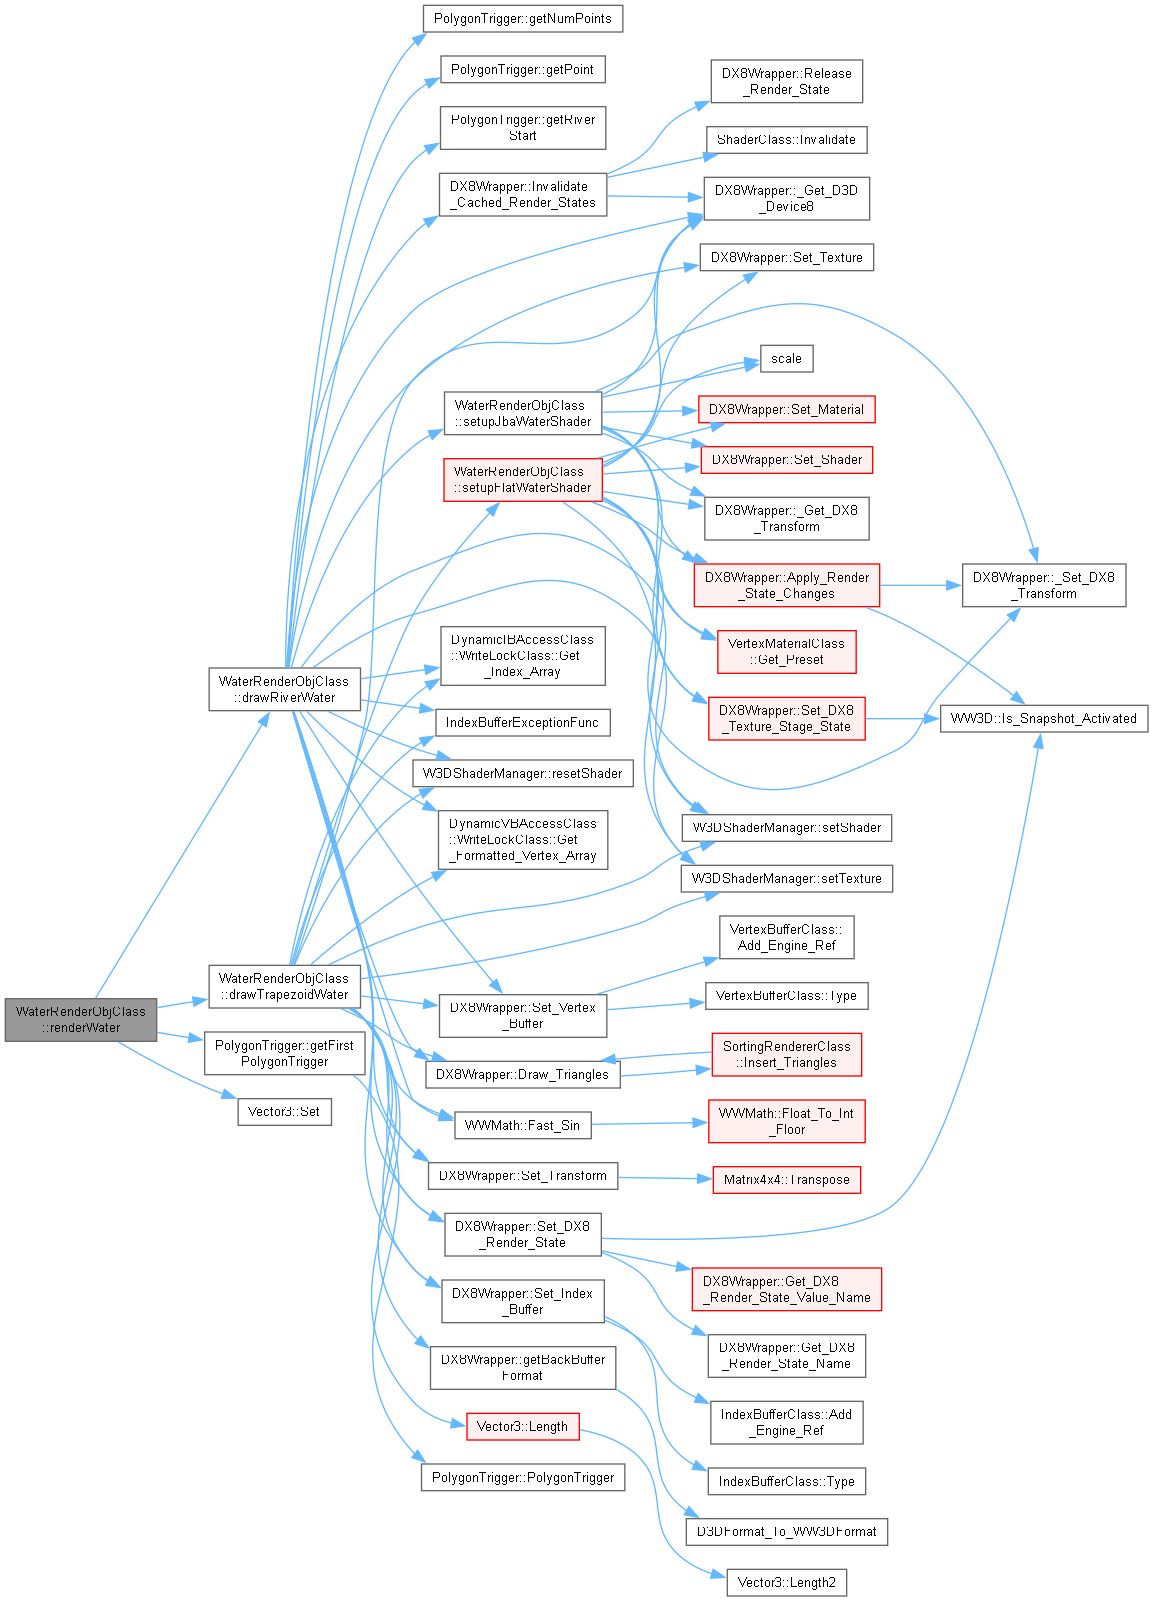 WaterRenderObjClass
::renderWater
WaterRenderObjClass
::drawRiverWater
WaterRenderObjClass
::drawTrapezoidWater
PolygonTrigger::getFirst
PolygonTrigger
Vector3::Set
PolygonTrigger::getNumPoints
PolygonTrigger::getPoint
PolygonTrigger::getRiver
Start
DX8Wrapper::Invalidate
_Cached_Render_States
WaterRenderObjClass
::setupJbaWaterShader
WaterRenderObjClass
::setupFlatWaterShader
DynamicIBAccessClass
::WriteLockClass::Get
_Index_Array
IndexBufferExceptionFunc
W3DShaderManager::resetShader
DynamicVBAccessClass
::WriteLockClass::Get
_Formatted_Vertex_Array
DX8Wrapper::Set_Vertex
_Buffer
DX8Wrapper::Draw_Triangles
WWMath::Fast_Sin
DX8Wrapper::Set_Transform
DX8Wrapper::Set_DX8
_Render_State
DX8Wrapper::Set_Index
_Buffer
DX8Wrapper::getBackBuffer
Format
Vector3::Length
PolygonTrigger::PolygonTrigger
DX8Wrapper::Release
_Render_State
ShaderClass::Invalidate
DX8Wrapper::_Get_D3D
_Device8
DX8Wrapper::Set_Texture
scale
DX8Wrapper::Set_Material
DX8Wrapper::Set_Shader
DX8Wrapper::_Get_DX8
_Transform
DX8Wrapper::Apply_Render
_State_Changes
VertexMaterialClass
::Get_Preset
DX8Wrapper::Set_DX8
_Texture_Stage_State
W3DShaderManager::setShader
W3DShaderManager::setTexture
VertexBufferClass::
Add_Engine_Ref
VertexBufferClass::Type
SortingRendererClass
::Insert_Triangles
WWMath::Float_To_Int
_Floor
Matrix4x4::Transpose
DX8Wrapper::Get_DX8
_Render_State_Value_Name
DX8Wrapper::Get_DX8
_Render_State_Name
IndexBufferClass::Add
_Engine_Ref
IndexBufferClass::Type
D3DFormat_To_WW3DFormat
Vector3::Length2
DX8Wrapper::_Set_DX8
_Transform
WW3D::Is_Snapshot_Activated